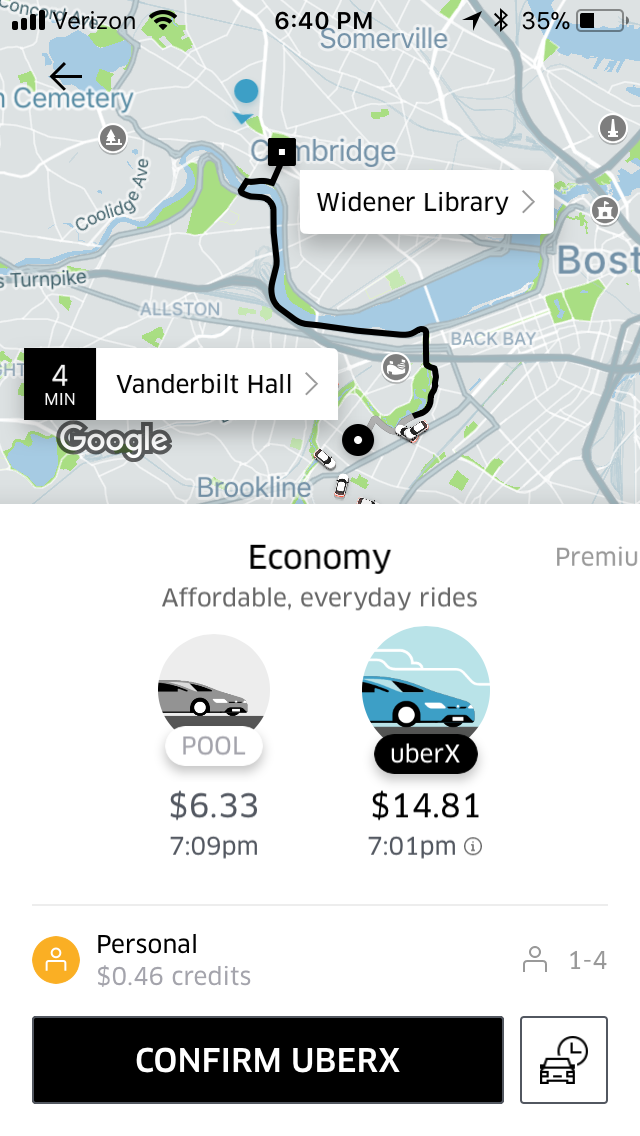 Verizon
6:40 PM
35%
Somerville
Cemetery
Cambridge
Coolidge Ave
Widener Library
Turnpike
Bost
ALLSTON
BACK BAY
4
MIN
Vanderbilt Hall
Google
Brookline
Economy
Premiu
Affordable, everyday rides
POOL
uberX
$6.33
$14.81
7:09pm
7:01pm
Personal
$0.46 credits
1-4
CONFIRM UBERX